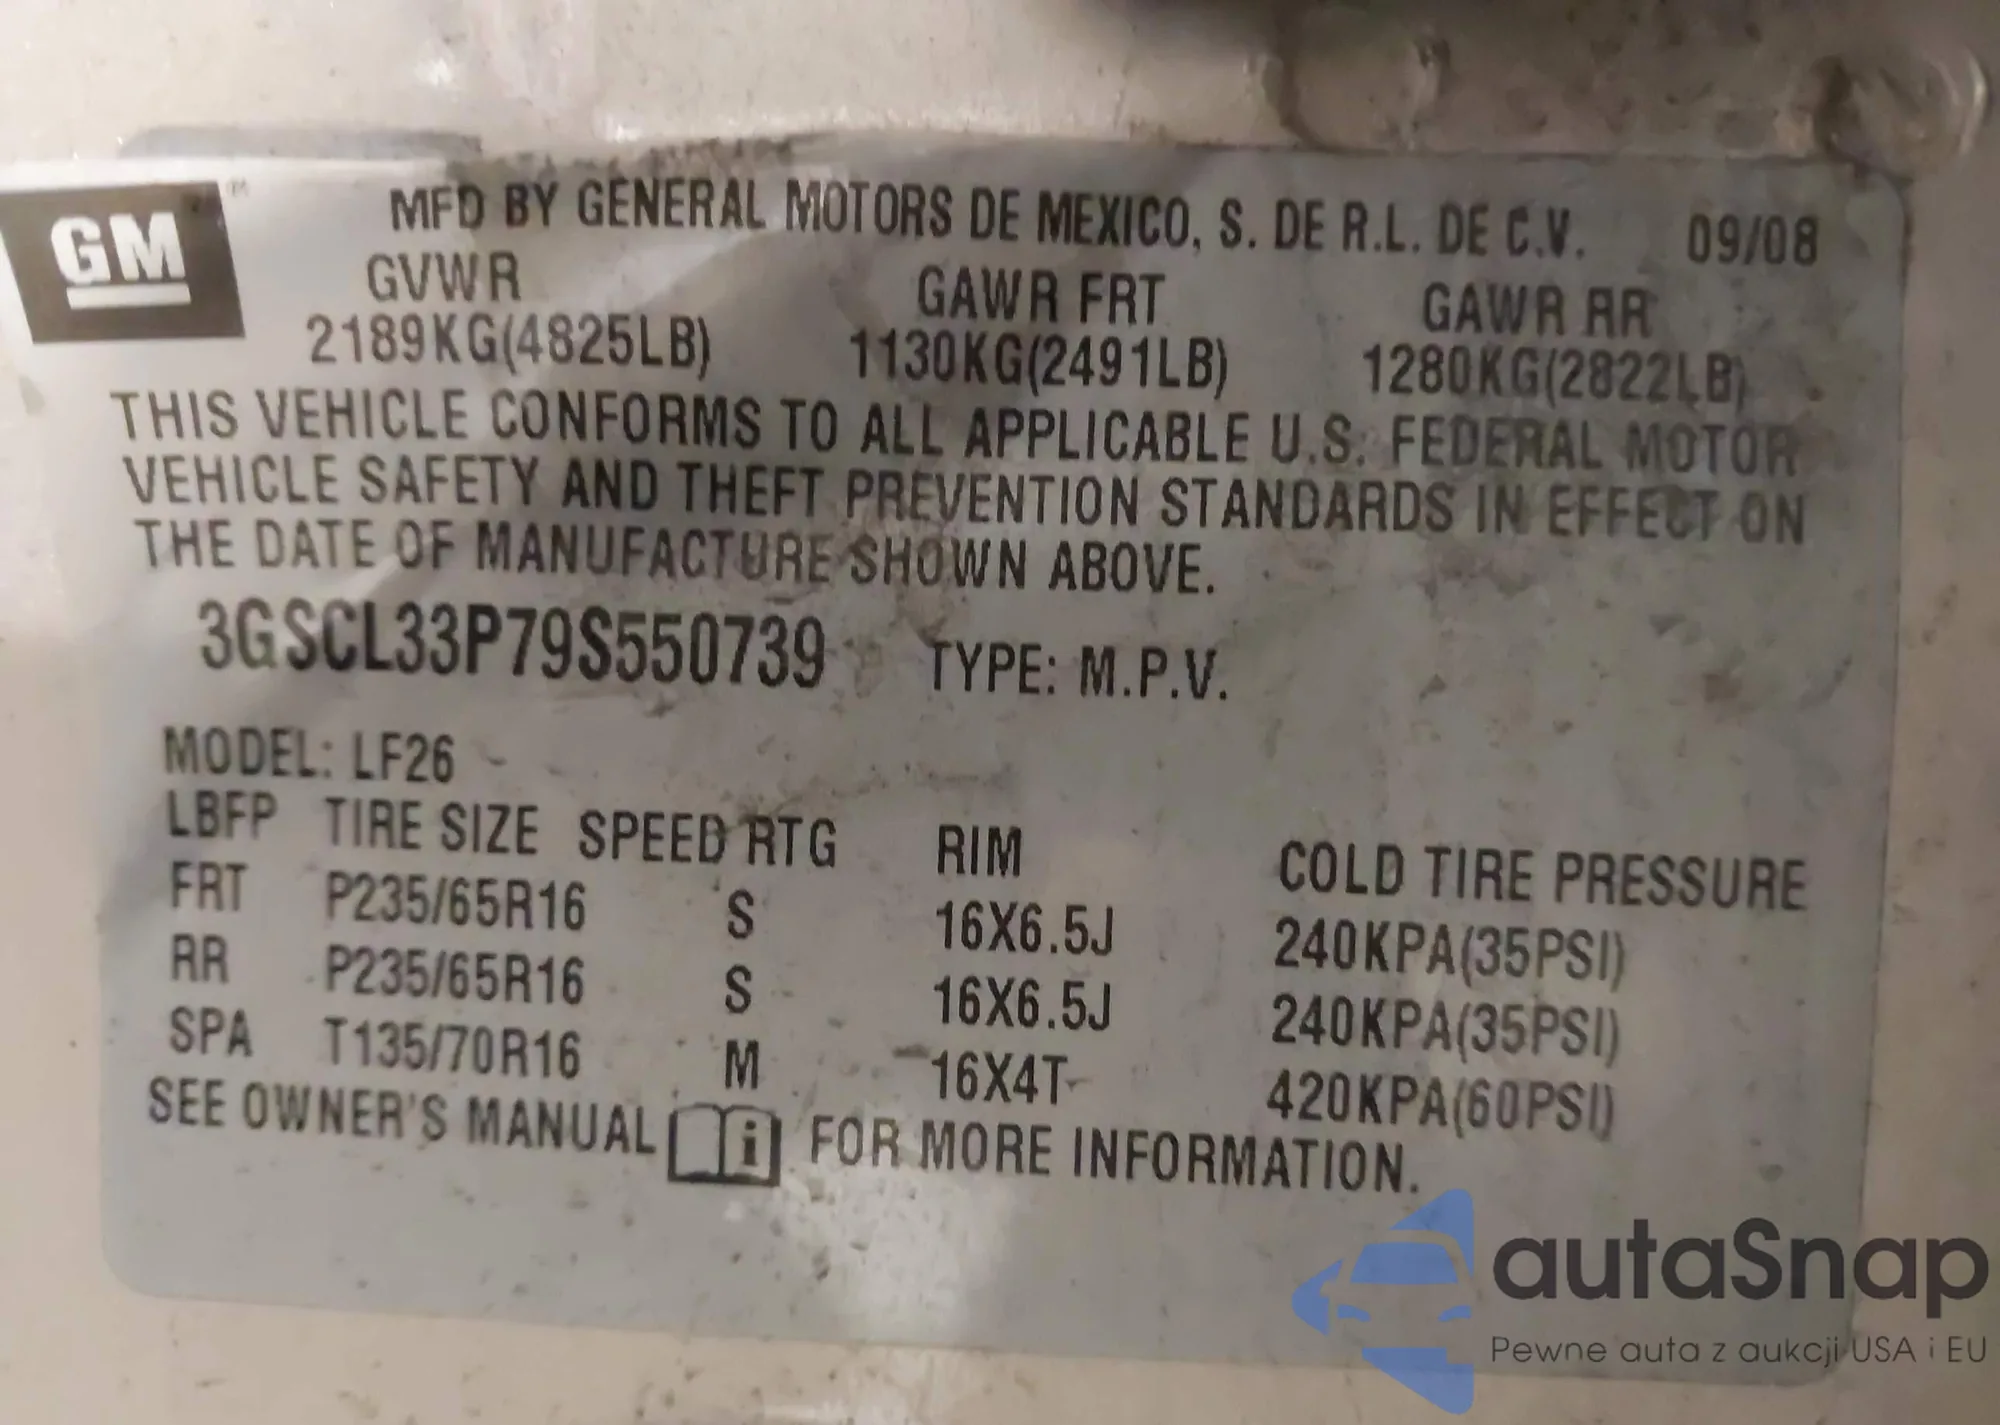 GM
MFD BY GENERAL MOTORS DE MEXICO, S. DE R.L. DE C.V. 09/08
GVWR GAWR FRT GAWR RR
2189KG(4825LB) 1130KG(2491LB) 1280KG(2822LB)
THIS VEHICLE CONFORMS TO ALL APPLICABLE U.S. FEDERAL MOTOR
VEHICLE SAFETY AND THEFT PREVENTION STANDARDS IN EFFECT ON
THE DATE OF MANUFACTURE SHOWN ABOVE.
3GSCL33P79S550739 TYPE: M.P.V.
MODEL: LF26
LBFP TIRE SIZE SPEED RTG RIM COLD TIRE PRESSURE
FRT P235/65R16 S 16X6.5J 240KPA(35PSI)
RR P235/65R16 S 16X6.5J 240KPA(35PSI)
SPA T135/70R16 M 16X4T 420KPA(60PSI)
SEE OWNER'S MANUAL i FOR MORE INFORMATION.
autaSnap
Pewne auta z aukcji USA i EU